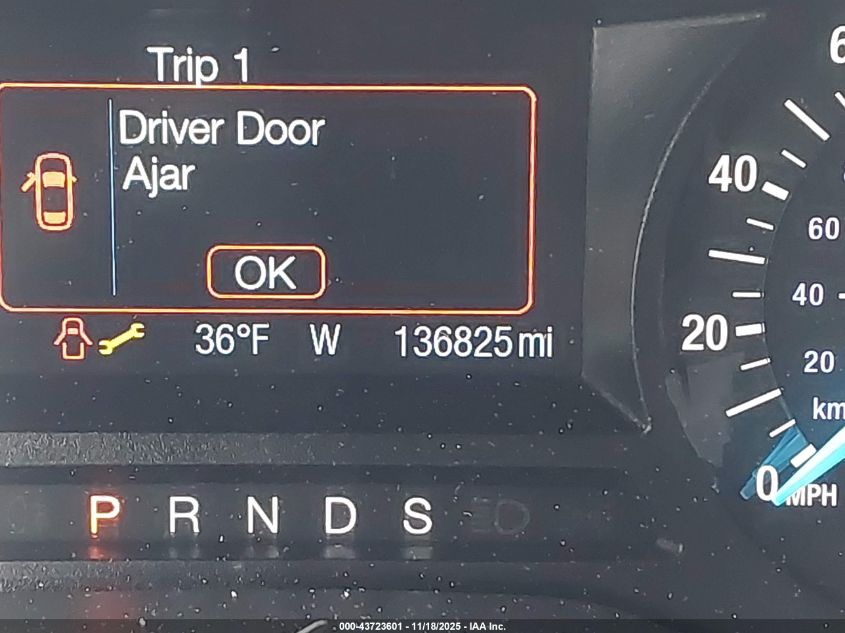 Trip 1
Driver Door
Ajar
OK
36°F W 136825 mi
40
60
40
20
20
km
0 MPH
P R N D S
000-43723601 - 11/18/2025 - IAA Inc.